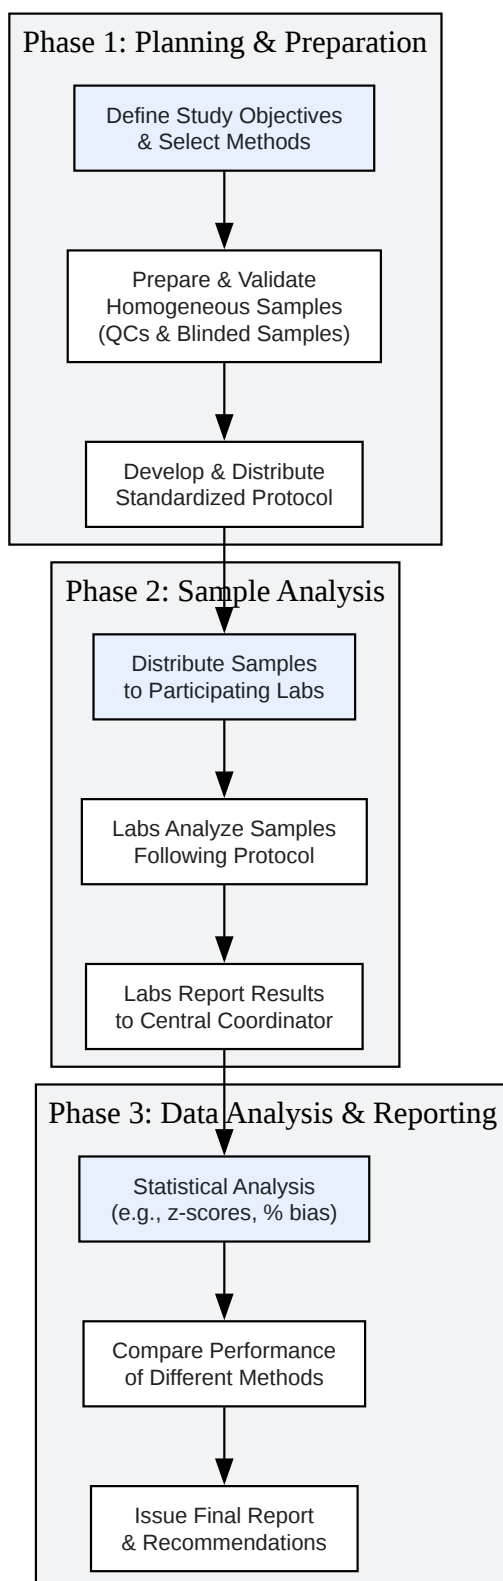 Phase 1: Planning & Preparation
Define Study Objectives
& Select Methods
Prepare & Validate
Homogeneous Samples
(QCs & Blinded Samples)
Develop & Distribute
Standardized Protocol
Phase 2: Sample Analysis
Distribute Samples
to Participating Labs
Labs Analyze Samples
Following Protocol
Labs Report Results
to Central Coordinator
Phase 3: Data Analysis & Reporting
Statistical Analysis
(e.g., z-scores, % bias)
Compare Performance
of Different Methods
Issue Final Report
& Recommendations